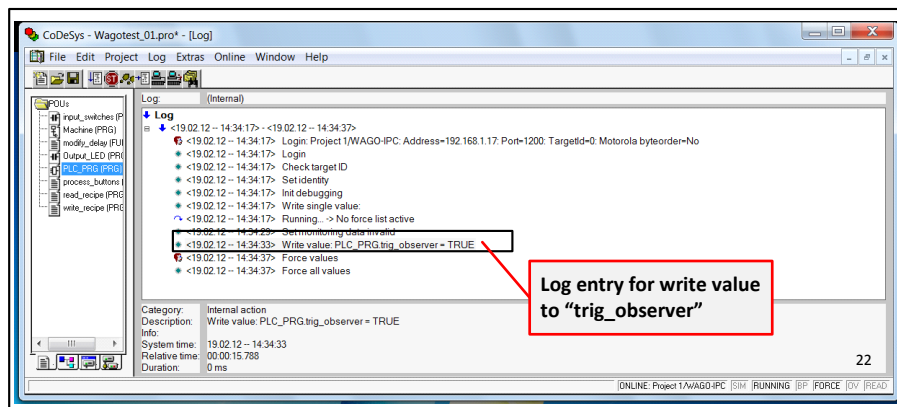 CoDeSys - Wagotest_01.pro* - [Log]
File Edit Project Log Extras Online Window Help
POUs
input_switches (P
Machine (PRG)
modify_delay (FUI
Output_LED (PRG
PLC_PRG (PRG)
process_buttons (
read_recipe (PRG
write_recipe (PRG
Log: (Internal)
Log
<19.02.12 -- 14:34:17> - <19.02.12 -- 14:34:37>
<19.02.12 -- 14:34:17> Login: Project 1/WAGO-IPC: Address=192.168.1.17: Port=1200: TargetId=0: Motorola byteorder=No
<19.02.12 -- 14:34:17> Login
<19.02.12 -- 14:34:17> Check target ID
<19.02.12 -- 14:34:17> Set identity
<19.02.12 -- 14:34:17> Init debugging
<19.02.12 -- 14:34:17> Write single value:
<19.02.12 -- 14:34:17> Running... -> No force list active
<19.02.12 -- 14:34:29> Set monitoring data invalid
<19.02.12 -- 14:34:33> Write value: PLC_PRG.trig_observer = TRUE
<19.02.12 -- 14:34:37> Force values
<19.02.12 -- 14:34:37> Force all values
Log entry for write value
to “trig_observer”
Category: Internal action
Description: Write value: PLC_PRG.trig_observer = TRUE
Info:
System time: 19.02.12 -- 14:34:33
Relative time: 00:00:15.788
Duration: 0 ms
22
ONLINE: Project 1/WAGO-IPC SIM RUNNING BP FORCE OV READ